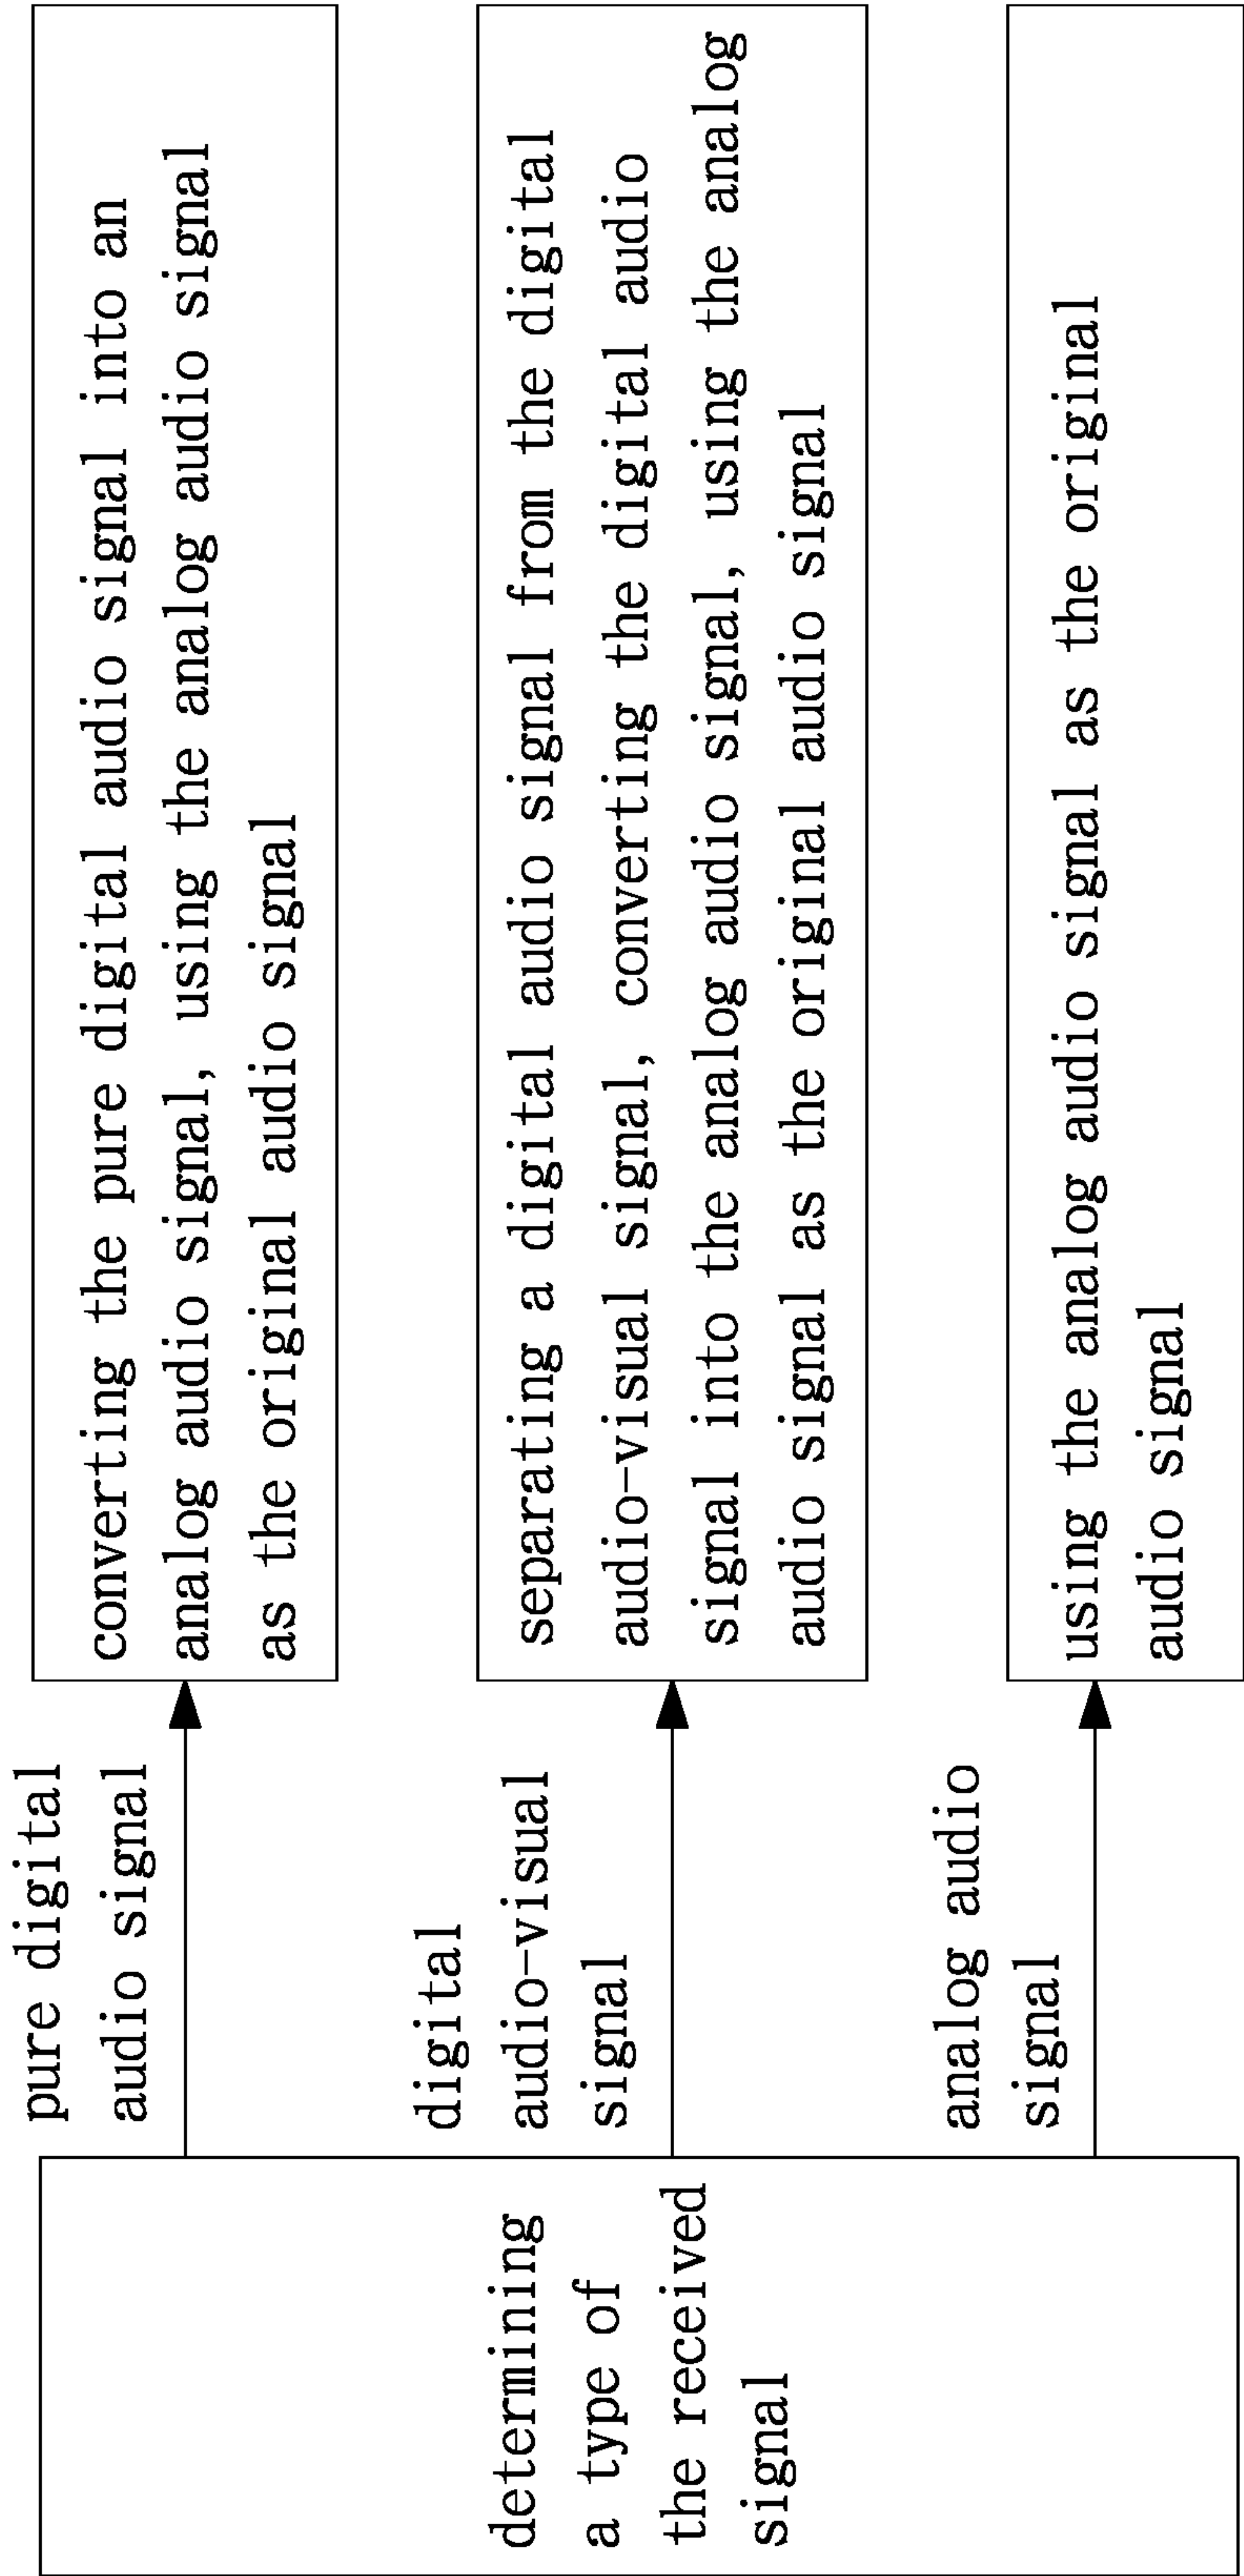 determining
a type of
the received
signal
pure digital
audio signal
converting the pure digital audio signal into an
analog audio signal, using the analog audio signal
as the original audio signal
digital
audio-visual
signal
separating a digital audio signal from the digital
audio-visual signal, converting the digital audio
signal into the analog audio signal, using the analog
audio signal as the original audio signal
analog audio
signal
using the analog audio signal as the original
audio signal